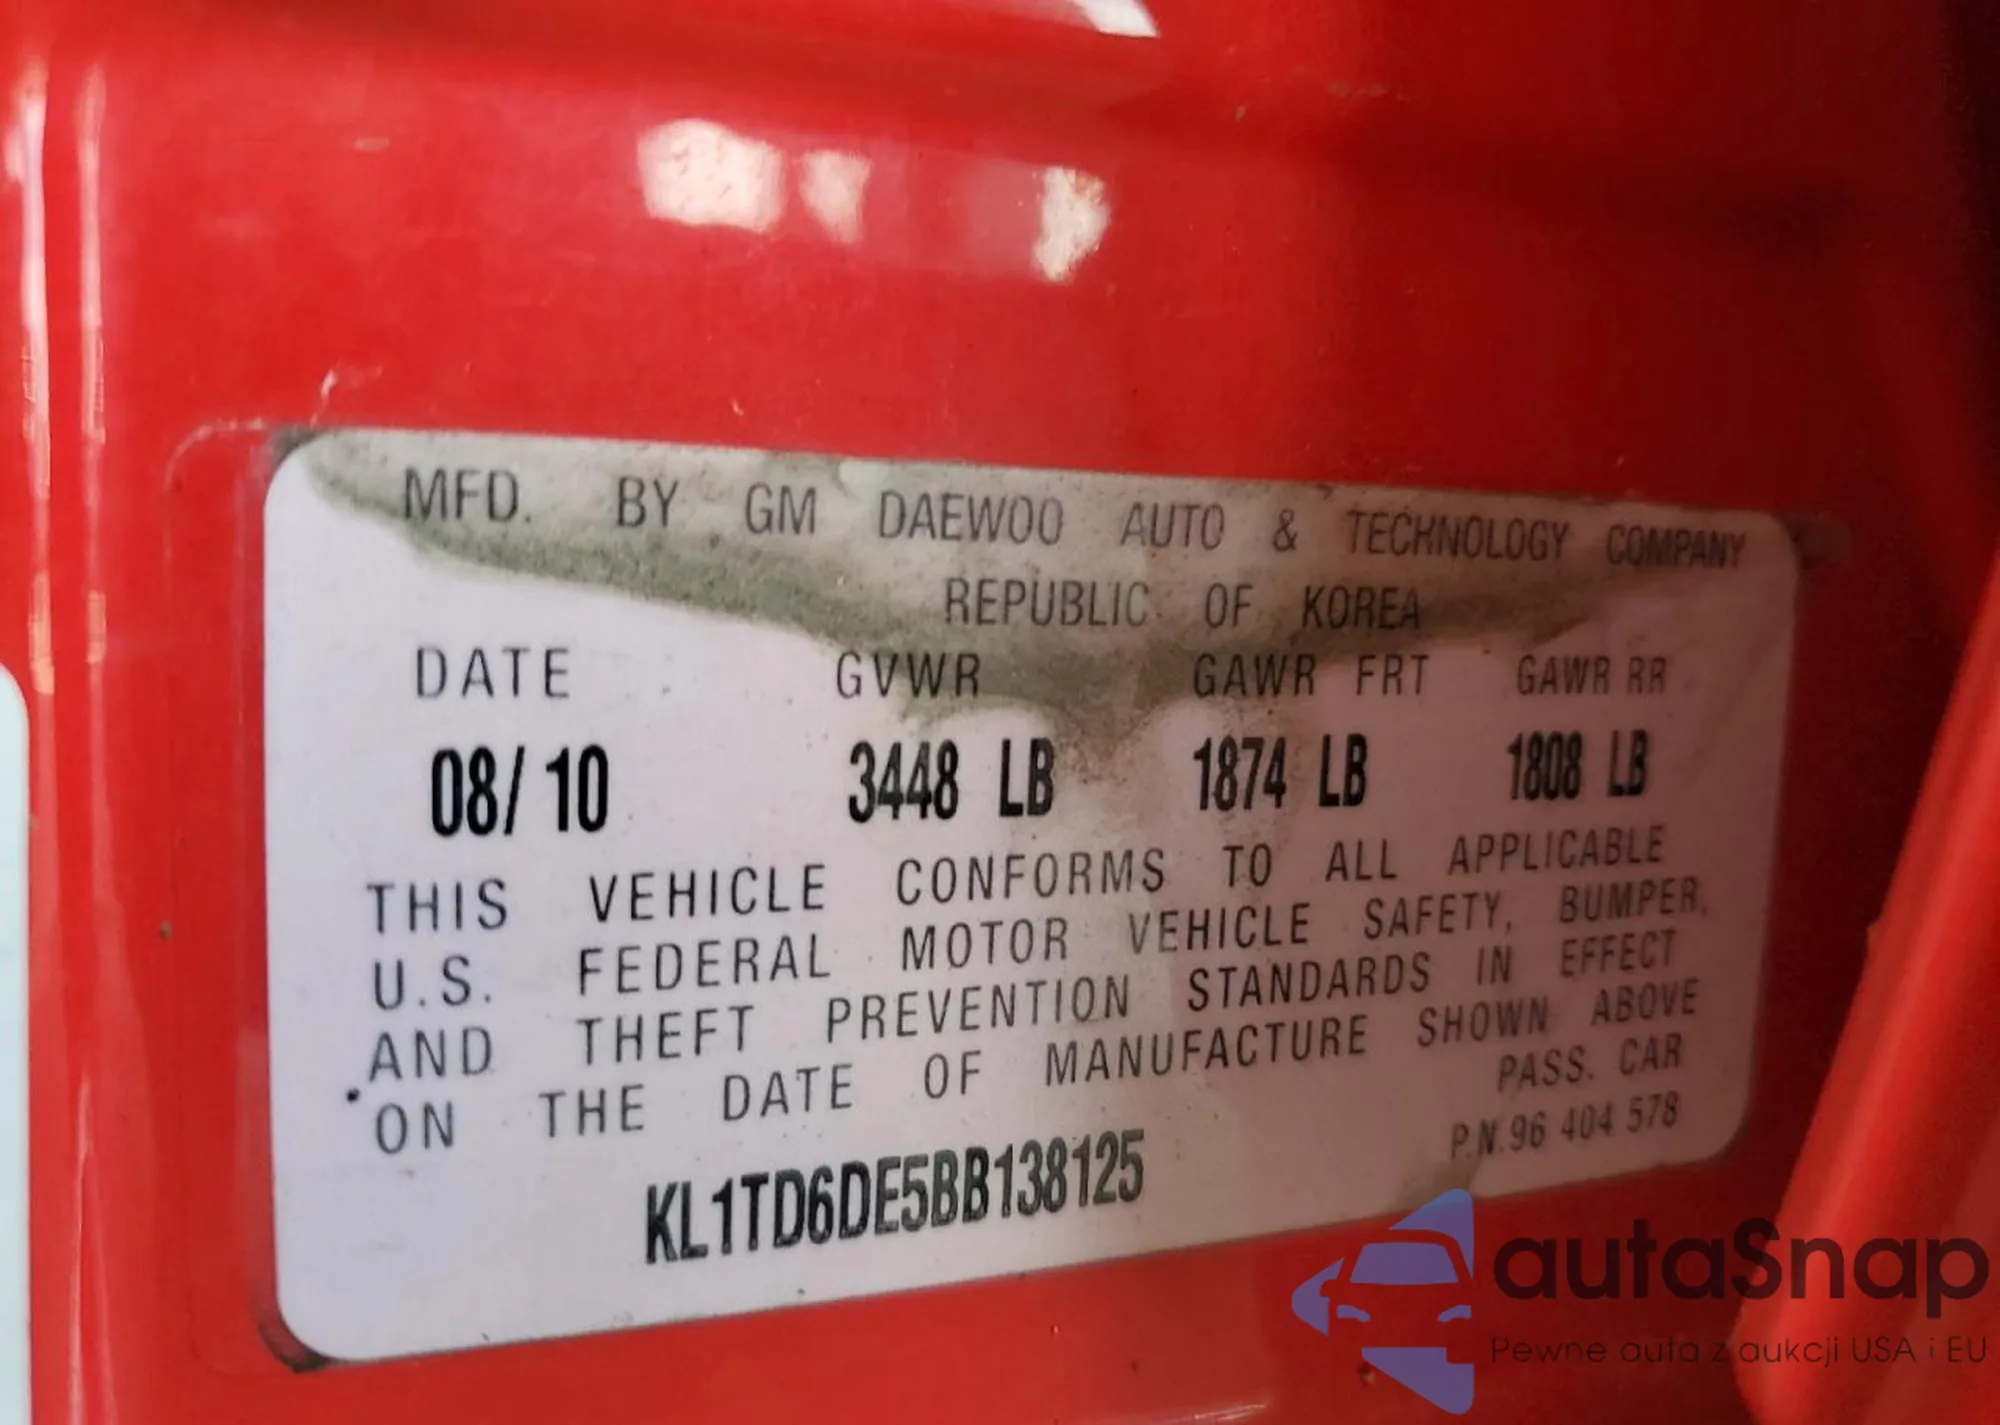 MFD. BY GM DAEWOO AUTO & TECHNOLOGY COMPANY
REPUBLIC OF KOREA
DATE GVWR GAWR FRT GAWR RR
08/10 3448 LB 1874 LB 1808 LB
THIS VEHICLE CONFORMS TO ALL APPLICABLE
U.S. FEDERAL MOTOR VEHICLE SAFETY, BUMPER,
AND THEFT PREVENTION STANDARDS IN EFFECT
ON THE DATE OF MANUFACTURE SHOWN ABOVE
PASS. CAR
P.N.96 404 578
KL1TD6DE5BB138125
autaSnap
Pewne auta z aukcji USA i EU